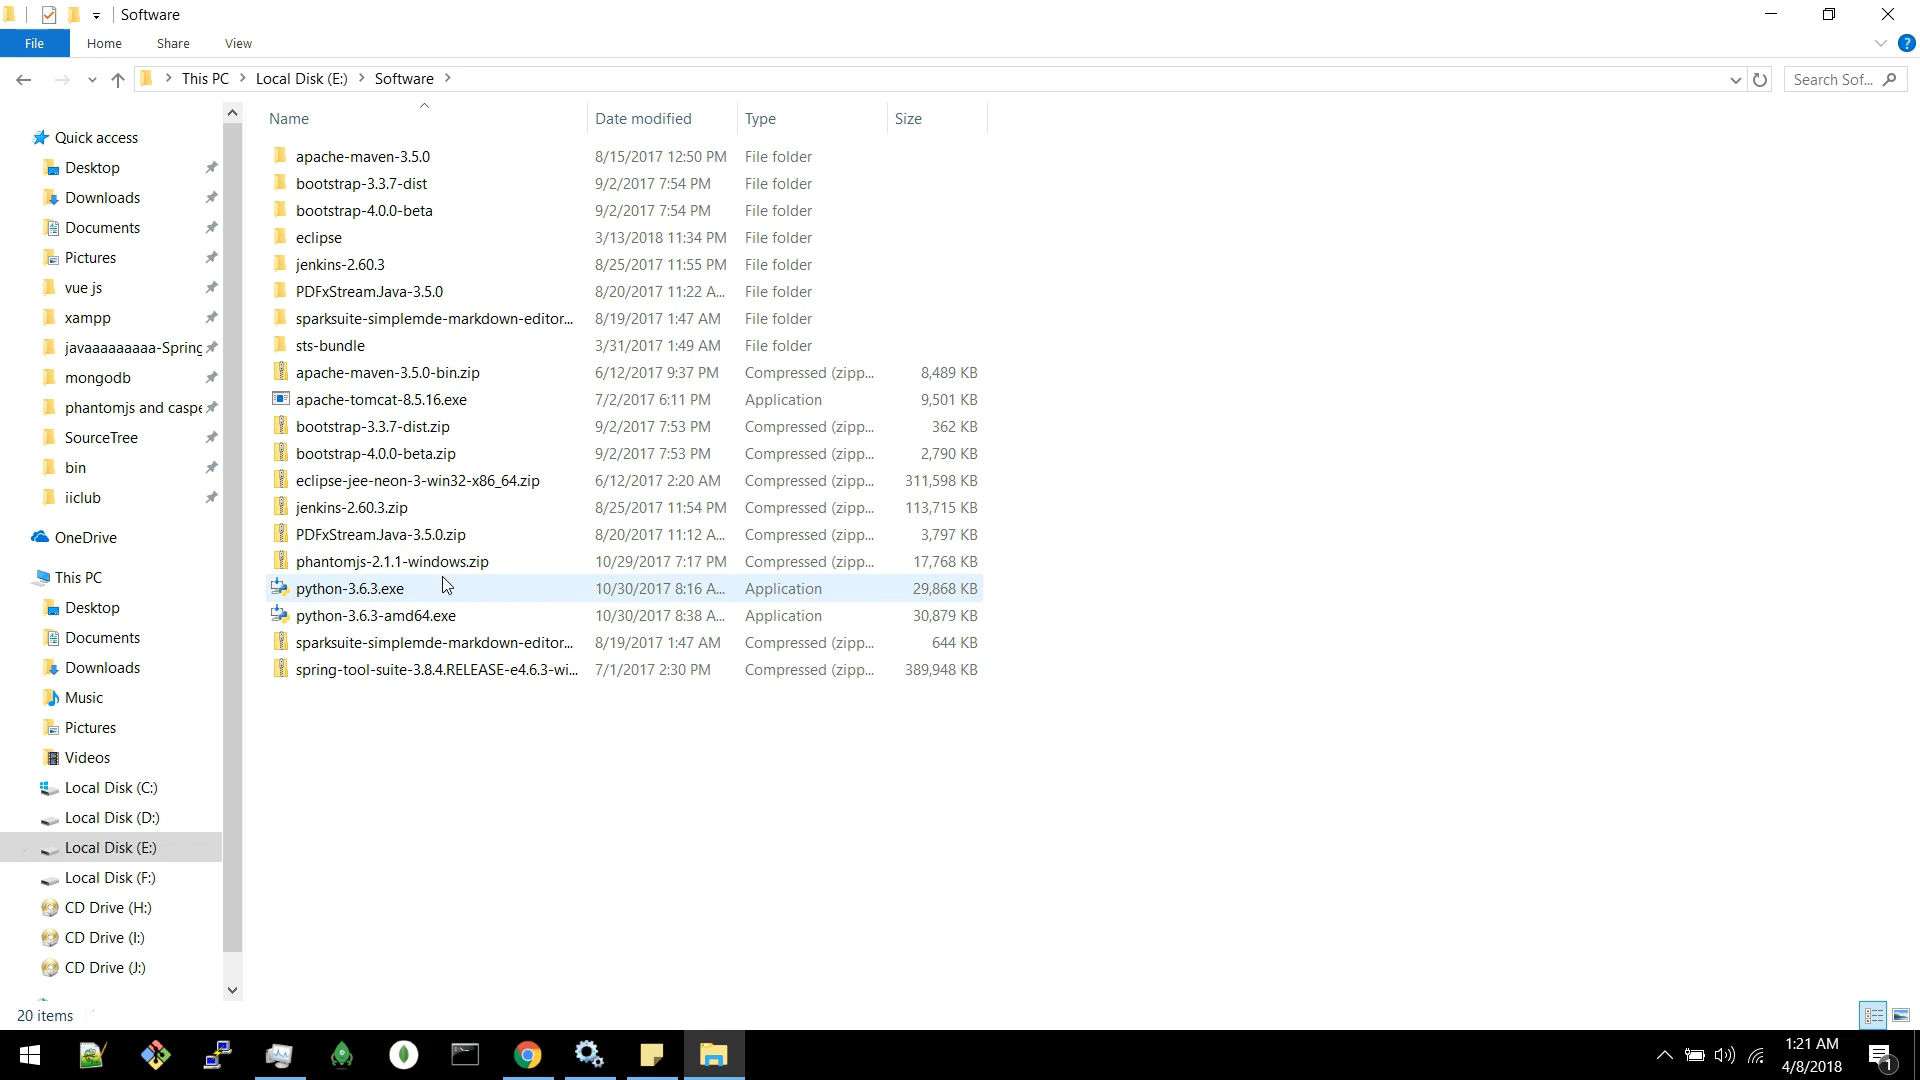 Software
File Home Share View
This PC Local Disk (E:) Software
Search Sof...
Name Date modified Type Size
Quick access
Desktop
Downloads
Documents
Pictures
vue js
xampp
javaaaaaaaaa-Spring
mongodb
phantomjs and caspe
SourceTree
bin
iiclub
OneDrive
This PC
Desktop
Documents
Downloads
Music
Pictures
Videos
Local Disk (C:)
Local Disk (D:)
Local Disk (E:)
Local Disk (F:)
CD Drive (H:)
CD Drive (I:)
CD Drive (J:)
apache-maven-3.5.0 8/15/2017 12:50 PM File folder
bootstrap-3.3.7-dist 9/2/2017 7:54 PM File folder
bootstrap-4.0.0-beta 9/2/2017 7:54 PM File folder
eclipse 3/13/2018 11:34 PM File folder
jenkins-2.60.3 8/25/2017 11:55 PM File folder
PDFxStreamJava-3.5.0 8/20/2017 11:22 A... File folder
sparksuite-simplemde-markdown-editor... 8/19/2017 1:47 AM File folder
sts-bundle 3/31/2017 1:49 AM File folder
apache-maven-3.5.0-bin.zip 6/12/2017 9:37 PM Compressed (zipp... 8,489 KB
apache-tomcat-8.5.16.exe 7/2/2017 6:11 PM Application 9,501 KB
bootstrap-3.3.7-dist.zip 9/2/2017 7:53 PM Compressed (zipp... 362 KB
bootstrap-4.0.0-beta.zip 9/2/2017 7:53 PM Compressed (zipp... 2,790 KB
eclipse-jee-neon-3-win32-x86_64.zip 6/12/2017 2:20 AM Compressed (zipp... 311,598 KB
jenkins-2.60.3.zip 8/25/2017 11:54 PM Compressed (zipp... 113,715 KB
PDFxStreamJava-3.5.0.zip 8/20/2017 11:12 A... Compressed (zipp... 3,797 KB
phantomjs-2.1.1-windows.zip 10/29/2017 7:17 PM Compressed (zipp... 17,768 KB
python-3.6.3.exe 10/30/2017 8:16 A... Application 29,868 KB
python-3.6.3-amd64.exe 10/30/2017 8:38 A... Application 30,879 KB
sparksuite-simplemde-markdown-editor... 8/19/2017 1:47 AM Compressed (zipp... 644 KB
spring-tool-suite-3.8.4.RELEASE-e4.6.3-wi... 7/1/2017 2:30 PM Compressed (zipp... 389,948 KB
20 items
1:21 AM
4/8/2018
1